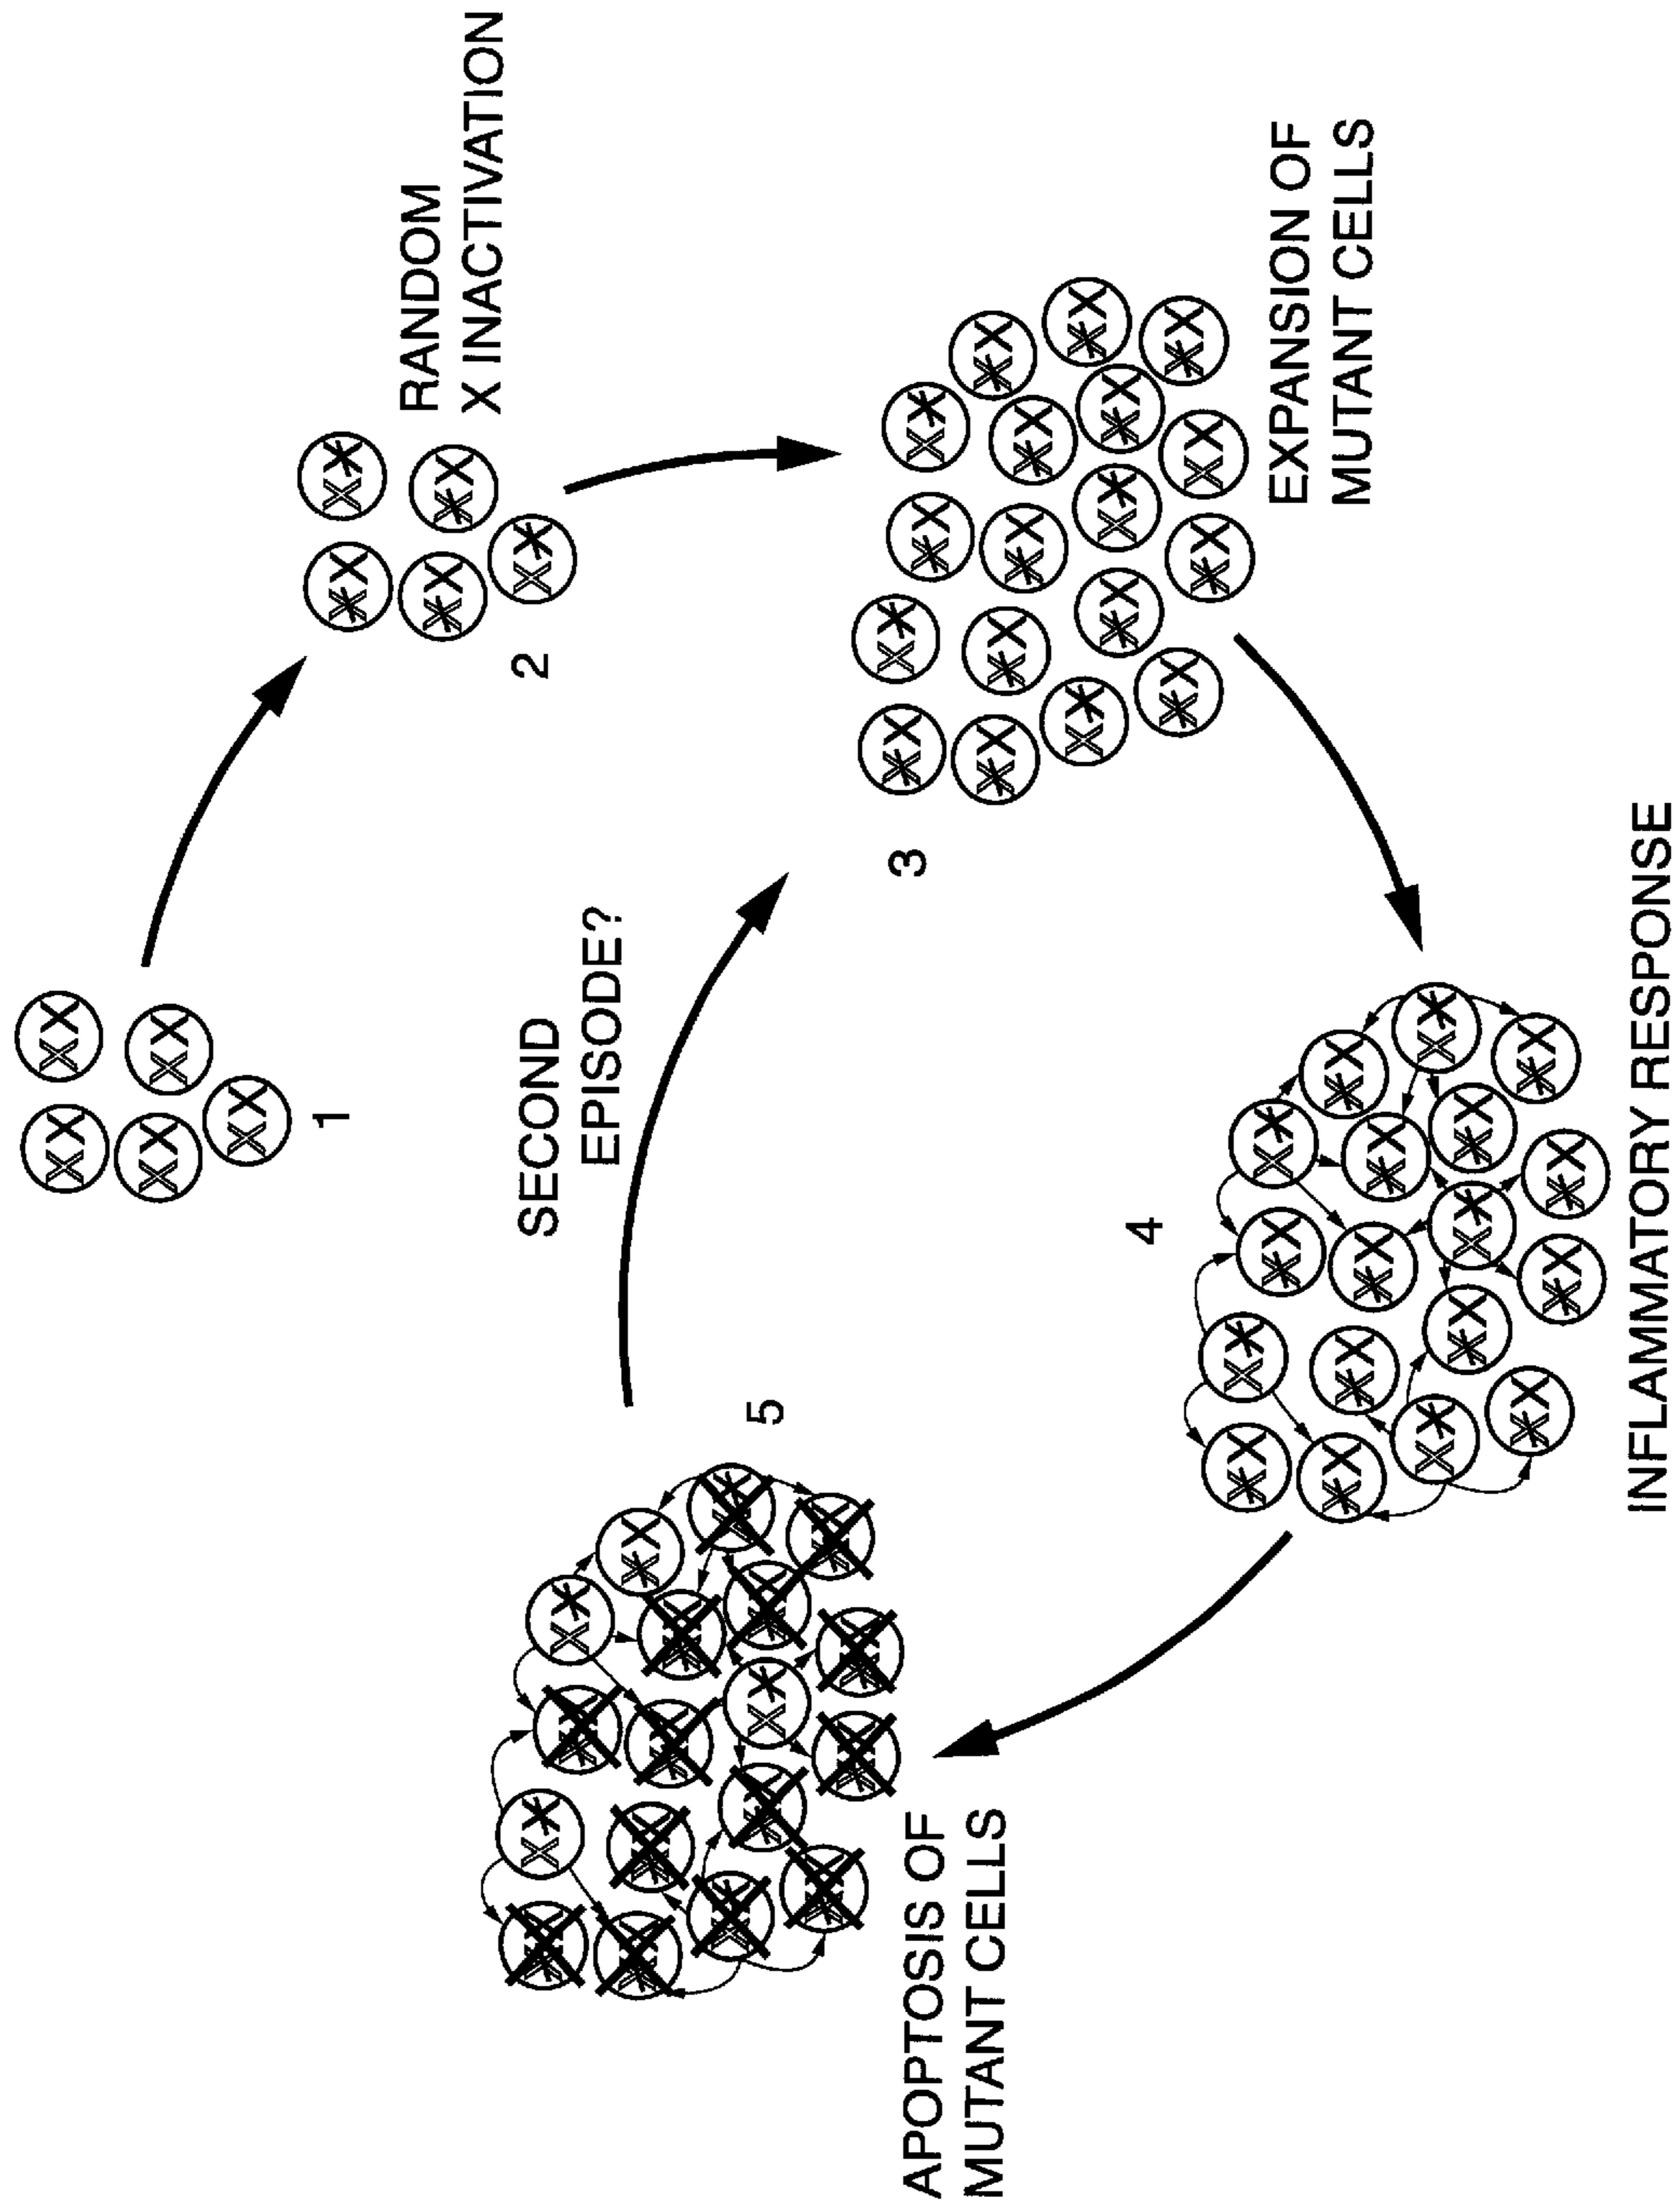 1
RANDOM
X INACTIVATION
2
SECOND
EPISODE?
3
EXPANSION OF
MUTANT CELLS
4
INFLAMMATORY RESPONSE
5
APOPTOSIS OF
MUTANT CELLS